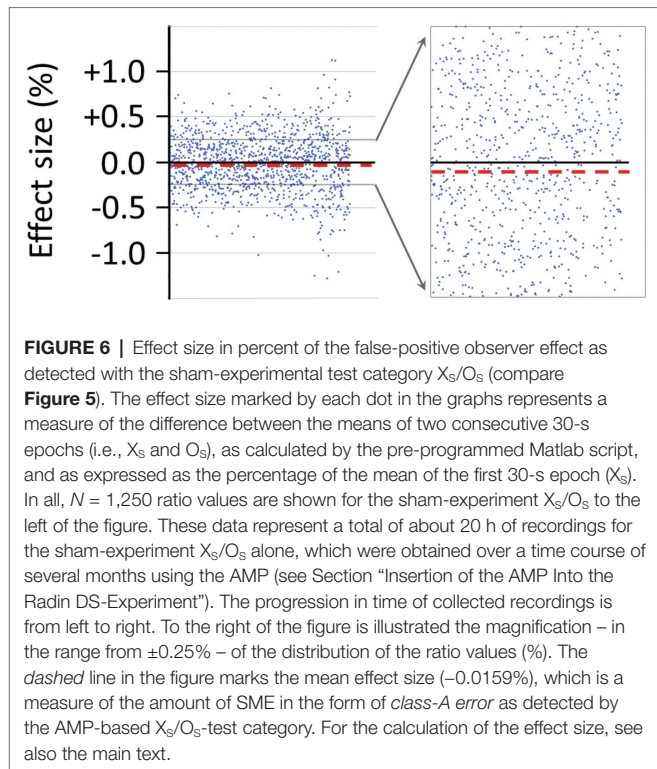 Effect size (%)
+1.0
+0.5
0.0
-0.5
-1.0
FIGURE 6 | Effect size in percent of the false-positive observer effect as
detected with the sham-experimental test category XS/OS (compare
Figure 5). The effect size marked by each dot in the graphs represents a
measure of the difference between the means of two consecutive 30-s
epochs (i.e., XS and OS), as calculated by the pre-programmed Matlab script,
and as expressed as the percentage of the mean of the first 30-s epoch (XS).
In all, N = 1,250 ratio values are shown for the sham-experiment XS/OS to the
left of the figure. These data represent a total of about 20 h of recordings for
the sham-experiment XS/OS alone, which were obtained over a time course of
several months using the AMP (see Section “Insertion of the AMP Into the
Radin DS-Experiment”). The progression in time of collected recordings is
from left to right. To the right of the figure is illustrated the magnification – in
the range from ±0.25% – of the distribution of the ratio values (%). The
dashed line in the figure marks the mean effect size (−0.0159%), which is a
measure of the amount of SME in the form of class-A error as detected by
the AMP-based XS/OS-test category. For the calculation of the effect size, see
also the main text.